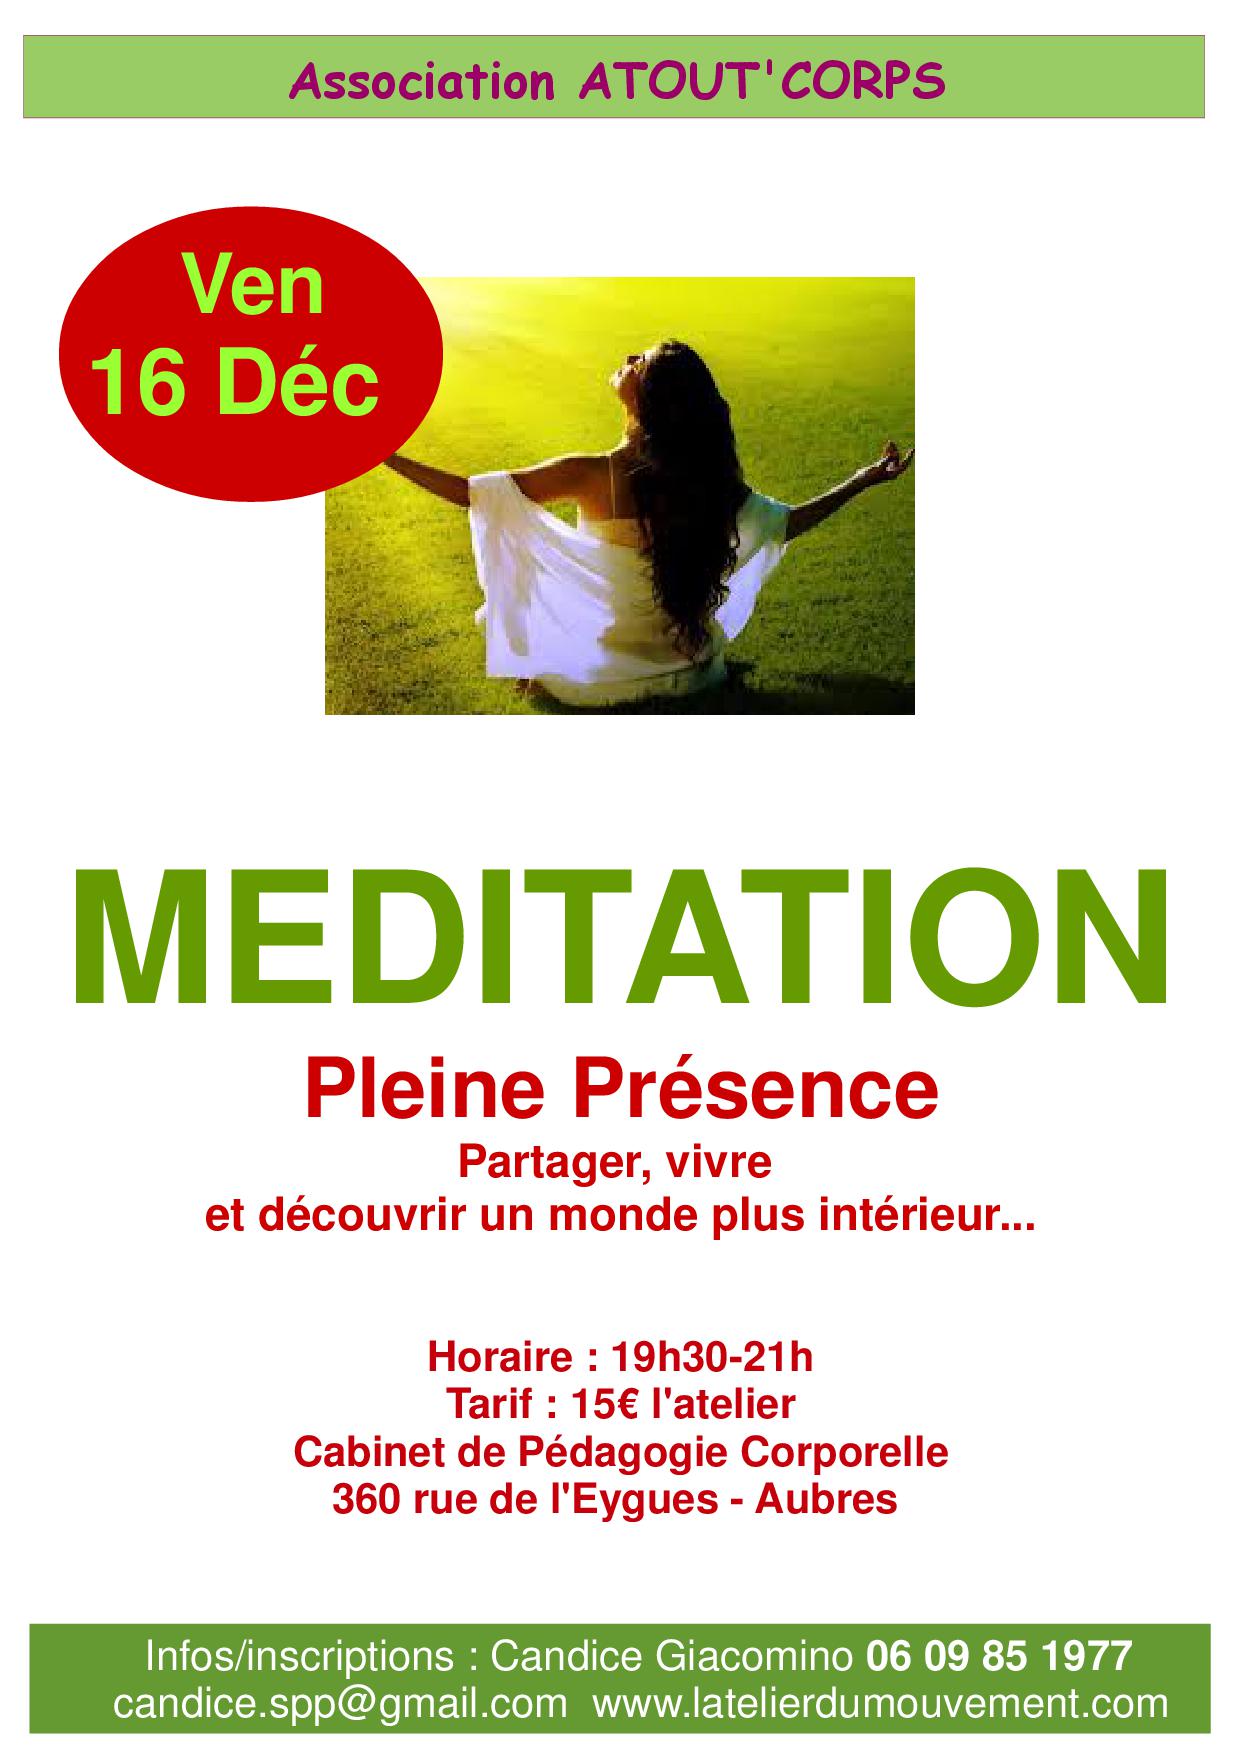 Association ATOUT'CORPS
Ven
16 Déc
MEDITATION
Pleine Présence
Partager, vivre
et découvrir un monde plus intérieur...
Horaire : 19h30-21h
Tarif : 15€ l'atelier
Cabinet de Pédagogie Corporelle
360 rue de l'Eygues - Aubres
Infos/inscriptions : Candice Giacomino 06 09 85 1977
candice.spp@gmail.com www.latelierdumouvement.com